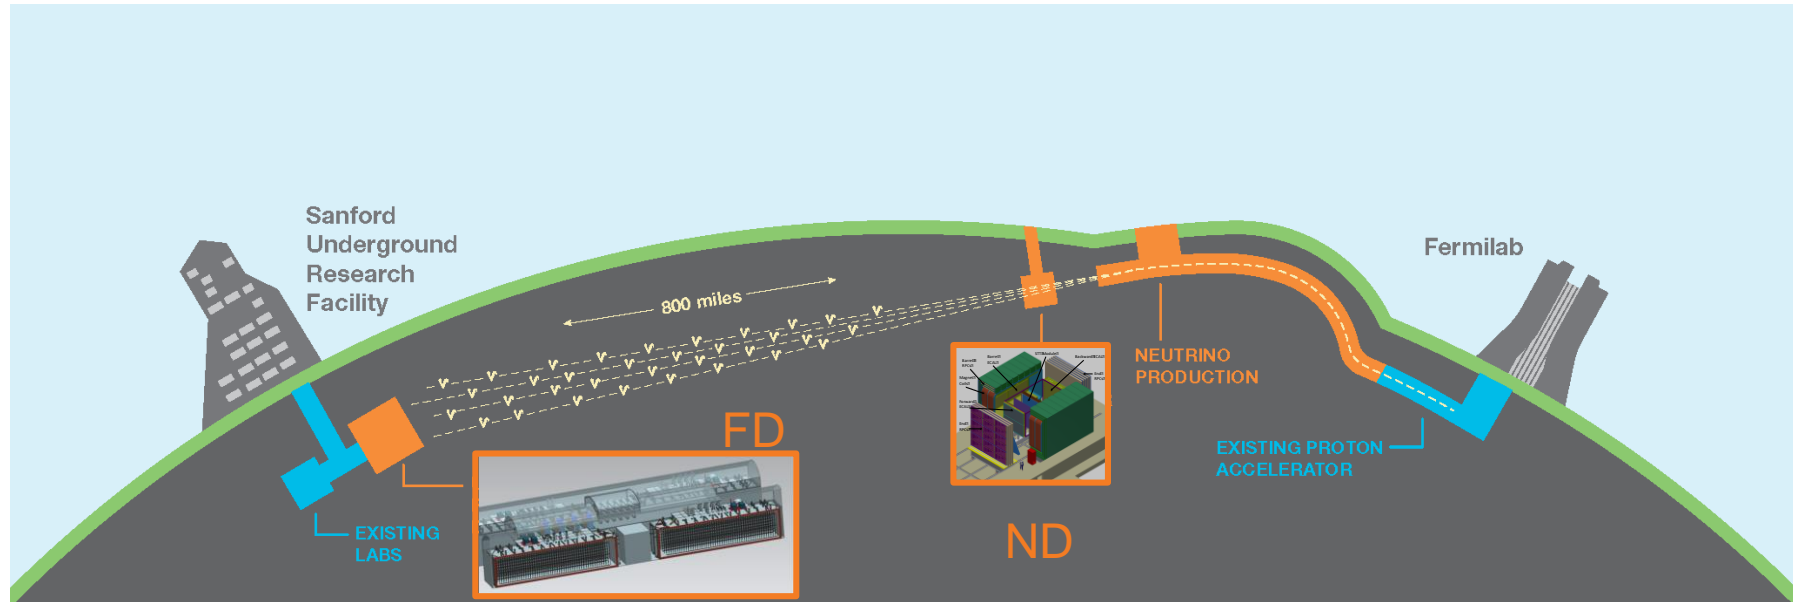 Sanford
Underground
Research
Facility
Fermilab
800 miles
NEUTRINO
PRODUCTION
EXISTING PROTON
ACCELERATOR
FD
ND
EXISTING
LABS